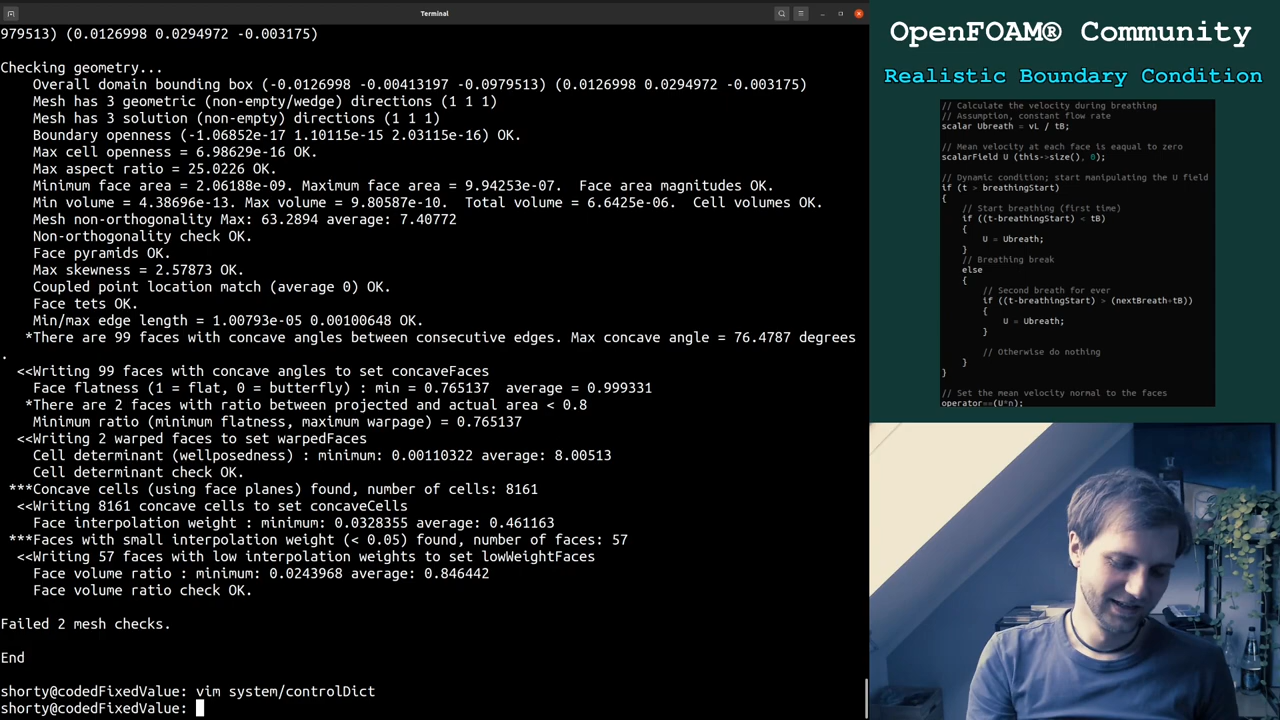 Terminal
979513) (0.0126998 0.0294972 -0.003175)
Checking geometry...
Overall domain bounding box (-0.0126998 -0.00413197 -0.0979513) (0.0126998 0.0294972 -0.003175)
Mesh has 3 geometric (non-empty/wedge) directions (1 1 1)
Mesh has 3 solution (non-empty) directions (1 1 1)
Boundary openness (-1.06852e-17 1.10115e-15 2.03115e-16) OK.
Max cell openness = 6.98629e-16 OK.
Max aspect ratio = 25.0226 OK.
Minimum face area = 2.06188e-09. Maximum face area = 9.94253e-07.  Face area magnitudes OK.
Min volume = 4.38696e-13. Max volume = 9.80587e-10.  Total volume = 6.6425e-06.  Cell volumes OK.
Mesh non-orthogonality Max: 63.2894 average: 7.40772
Non-orthogonality check OK.
Face pyramids OK.
Max skewness = 2.57873 OK.
Coupled point location match (average 0) OK.
Face tets OK.
Min/max edge length = 1.00793e-05 0.00100648 OK.
*There are 99 faces with concave angles between consecutive edges. Max concave angle = 76.4787 degrees
.
<<Writing 99 faces with concave angles to set concaveFaces
Face flatness (1 = flat, 0 = butterfly) : min = 0.765137  average = 0.999331
*There are 2 faces with ratio between projected and actual area < 0.8
Minimum ratio (minimum flatness, maximum warpage) = 0.765137
<<Writing 2 warped faces to set warpedFaces
Cell determinant (wellposedness) : minimum: 0.00110322 average: 8.00513
Cell determinant check OK.
***Concave cells (using face planes) found, number of cells: 8161
<<Writing 8161 concave cells to set concaveCells
Face interpolation weight : minimum: 0.0328355 average: 0.461163
***Faces with small interpolation weight (< 0.05) found, number of faces: 57
<<Writing 57 faces with low interpolation weights to set lowWeightFaces
Face volume ratio : minimum: 0.0243968 average: 0.846442
Face volume ratio check OK.
Failed 2 mesh checks.
End
shorty@codedFixedValue: vim system/controlDict
shorty@codedFixedValue:
OpenFOAM® Community
Realistic Boundary Condition
// Calculate the velocity during breathing
// Assumption, constant flow rate
scalar Ubreath = vL / tB;
// Mean velocity at each face is eaqual to zero
scalarField U (this->size(), 0);
// Dynamic condition; start manipulating the U field
if (t > breathingStart)
{
// Start breathing (first time)
if ((t-breathingStart) < tB)
{
U = Ubreath;
}
// Breathing break
else
{
// Second breath for ever
if ((t-breathingStart) > (nextBreath+tB))
{
U = Ubreath;
}
// Otherwise do nothing
}
}
// Set the mean velocity normal to the faces
operator==(U*n);